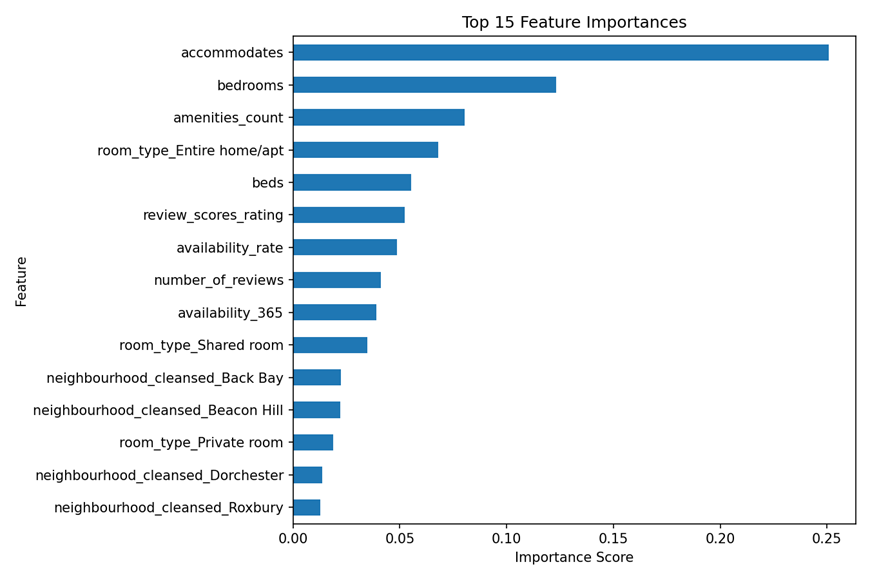 Top 15 Feature Importances
Feature
accommodates
bedrooms
amenities_count
room_type_Entire home/apt
beds
review_scores_rating
availability_rate
number_of_reviews
availability_365
room_type_Shared room
neighbourhood_cleansed_Back Bay
neighbourhood_cleansed_Beacon Hill
room_type_Private room
neighbourhood_cleansed_Dorchester
neighbourhood_cleansed_Roxbury
0.00 0.05 0.10 0.15 0.20 0.25
Importance Score